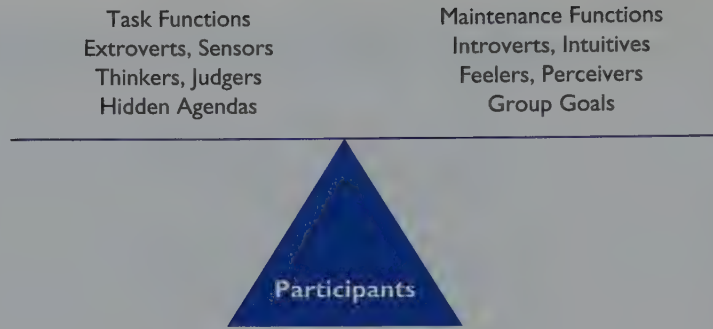 Task Functions
Extroverts, Sensors
Thinkers, Judgers
Hidden Agendas
Maintenance Functions
Introverts, Intuitives
Feelers, Perceivers
Group Goals
Participants